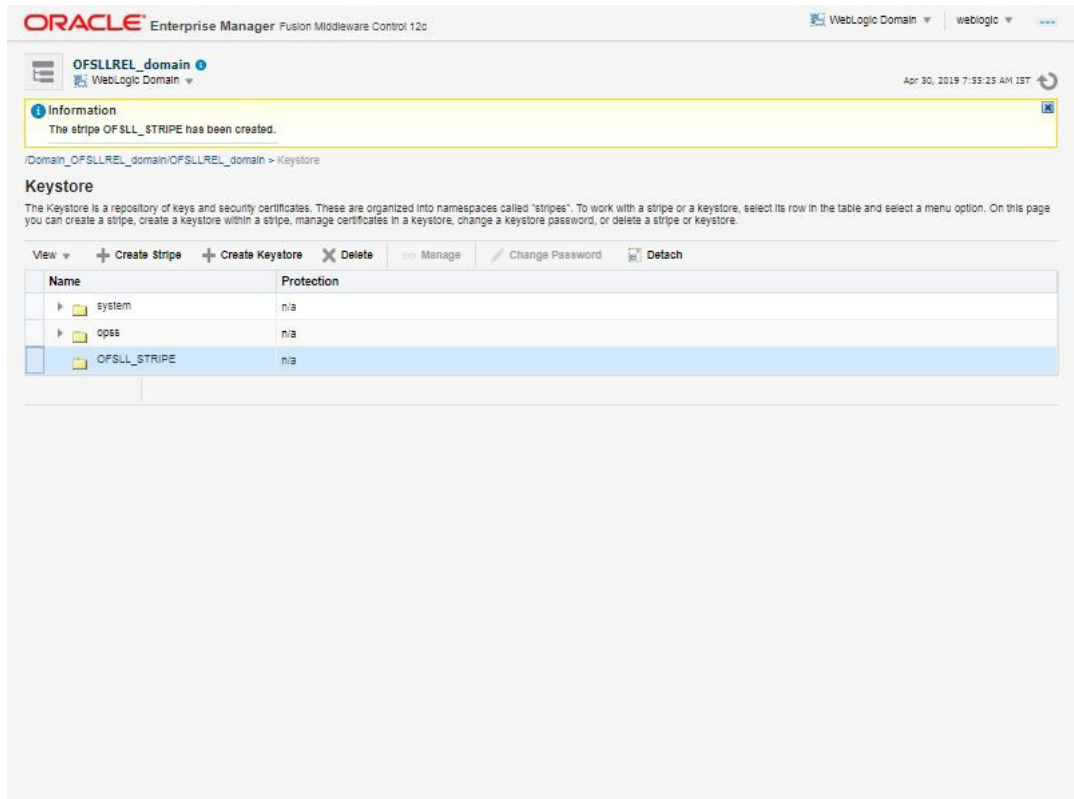 ORACLE Enterprise Manager Fusion Middleware Control 12c
WebLogic Domain weblogic
OFSLLREL_domain
WebLogic Domain
Apr 30, 2019 7:55:25 AM IST
Information
The stripe OFSLL_STRIPE has been created.
/Domain_OFSLLREL_domain/OFSLLREL_domain > Keystore
Keystore
The Keystore is a repository of keys and security certificates. These are organized into namespaces called "stripes". To work with a stripe or a keystore, select its row in the table and select a menu option. On this page
you can create a stripe, create a keystore within a stripe, manage certificates in a keystore, change a keystore password, or delete a stripe or keystore.
View Create Stripe Create Keystore Delete Manage Change Password Detach
Name Protection
system n/a
opss n/a
OFSLL_STRIPE n/a